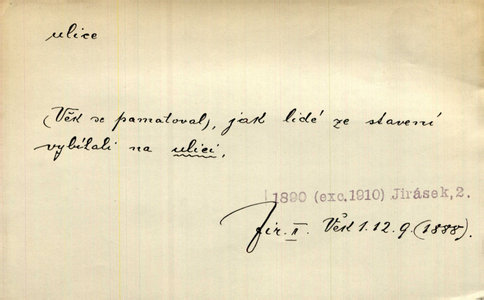 ulice
(Věk se pamatoval), jak lidé ze stavení
vybíhali na ulici.
1890 (exc.1910) Jirásek, 2.
Jir. II. Věk 1.12.9. (1888).